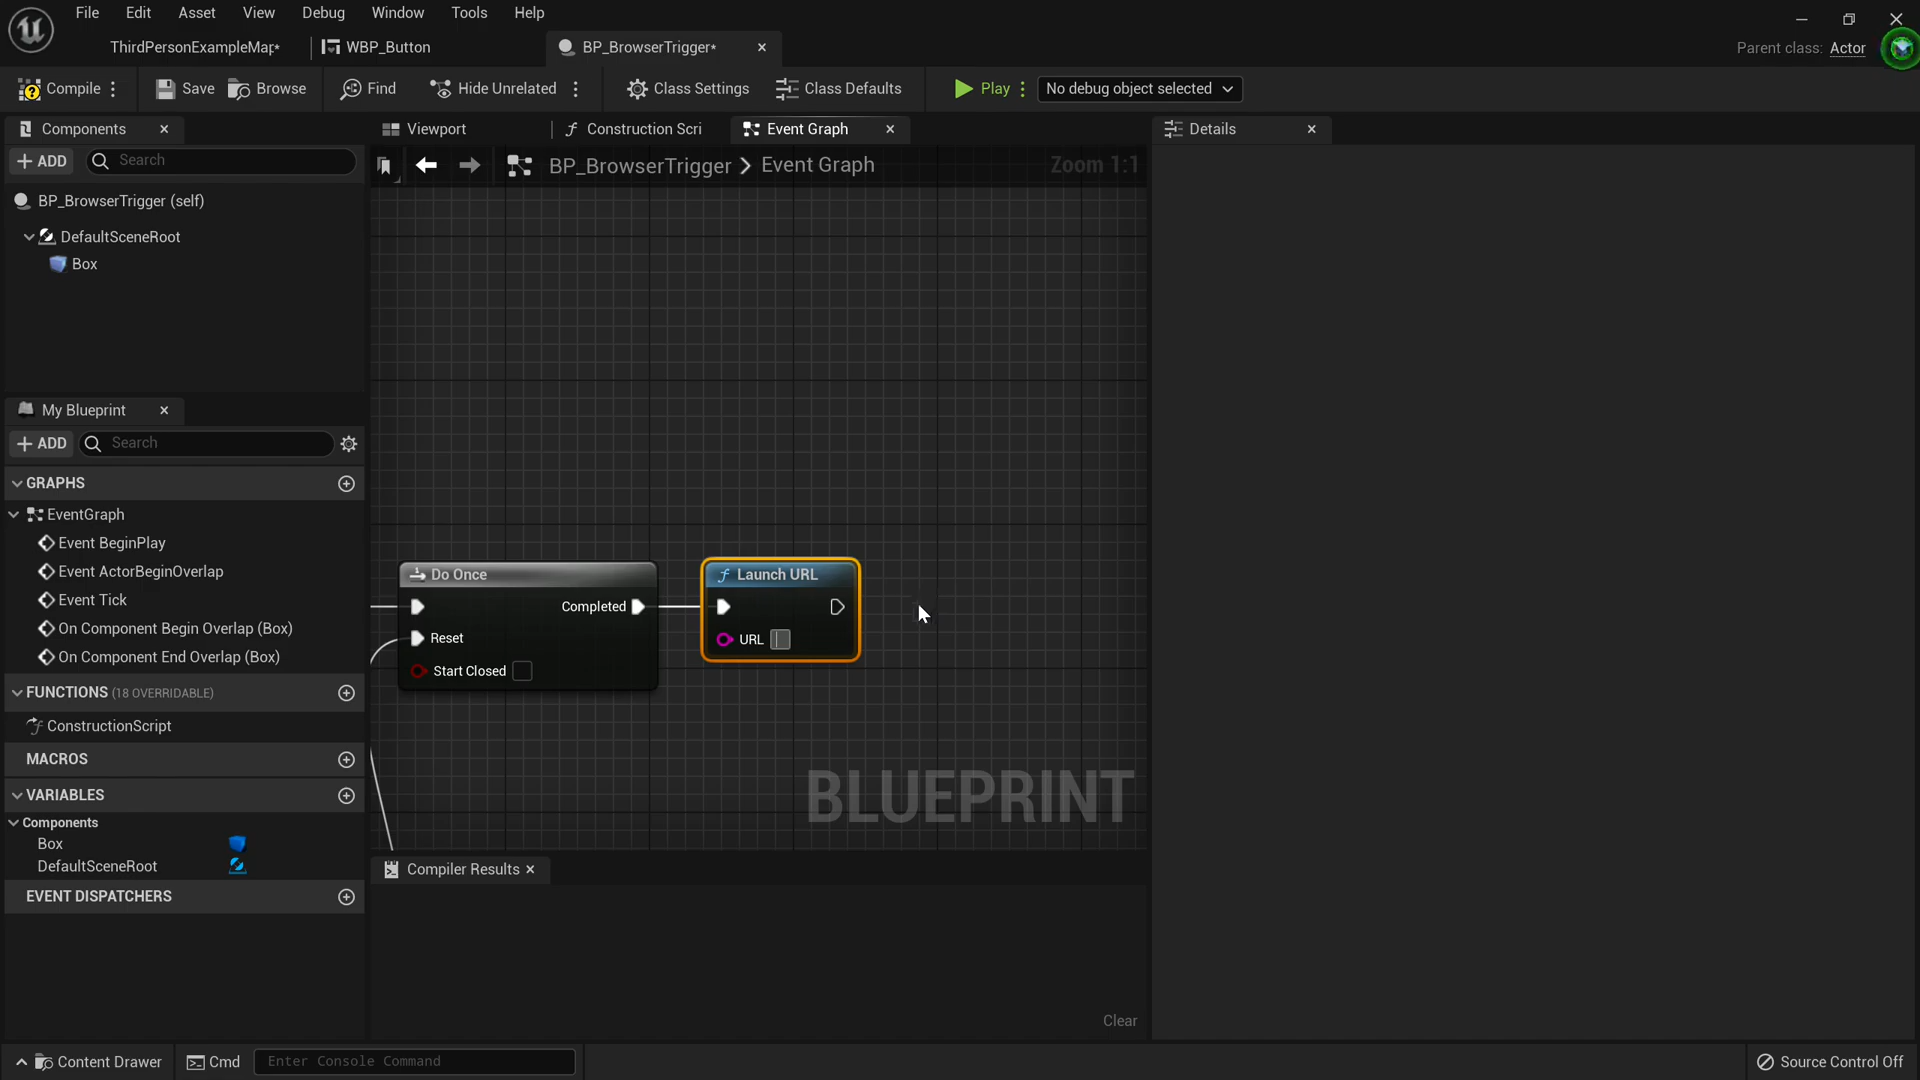 File Edit Asset View Debug Window Tools Help
ThirdPersonExampleMap* WBP_Button BP_BrowserTrigger* Parent class: Actor
Compile Save Browse Find Hide Unrelated Class Settings Class Defaults Play No debug object selected
Components Viewport Construction Scri Event Graph Details
ADD Search BP_BrowserTrigger > Event Graph Zoom 1:1
BP_BrowserTrigger (self)
DefaultSceneRoot
Box
My Blueprint
ADD Search
GRAPHS
EventGraph
Event BeginPlay
Event ActorBeginOverlap
Event Tick
On Component Begin Overlap (Box)
On Component End Overlap (Box)
FUNCTIONS (18 OVERRIDABLE)
ConstructionScript
MACROS
VARIABLES
Components
Box
DefaultSceneRoot
EVENT DISPATCHERS
Do Once
Completed
Reset
Start Closed
Launch URL
URL
BLUEPRINT
Compiler Results
Clear
Content Drawer Cmd Enter Console Command Source Control Off